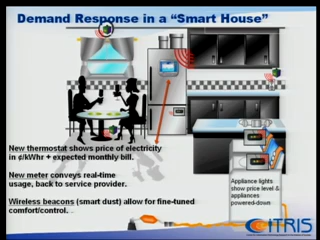 Demand Response in a “Smart House”
New thermostat shows price of electricity
in ¢/kWhr + expected monthly bill.
New meter conveys real-time
usage, back to service provider.
Wireless beacons (smart dust) allow for fine-tuned
comfort/control.
Appliance lights
show price level &
appliances
powered-down
CITRIS